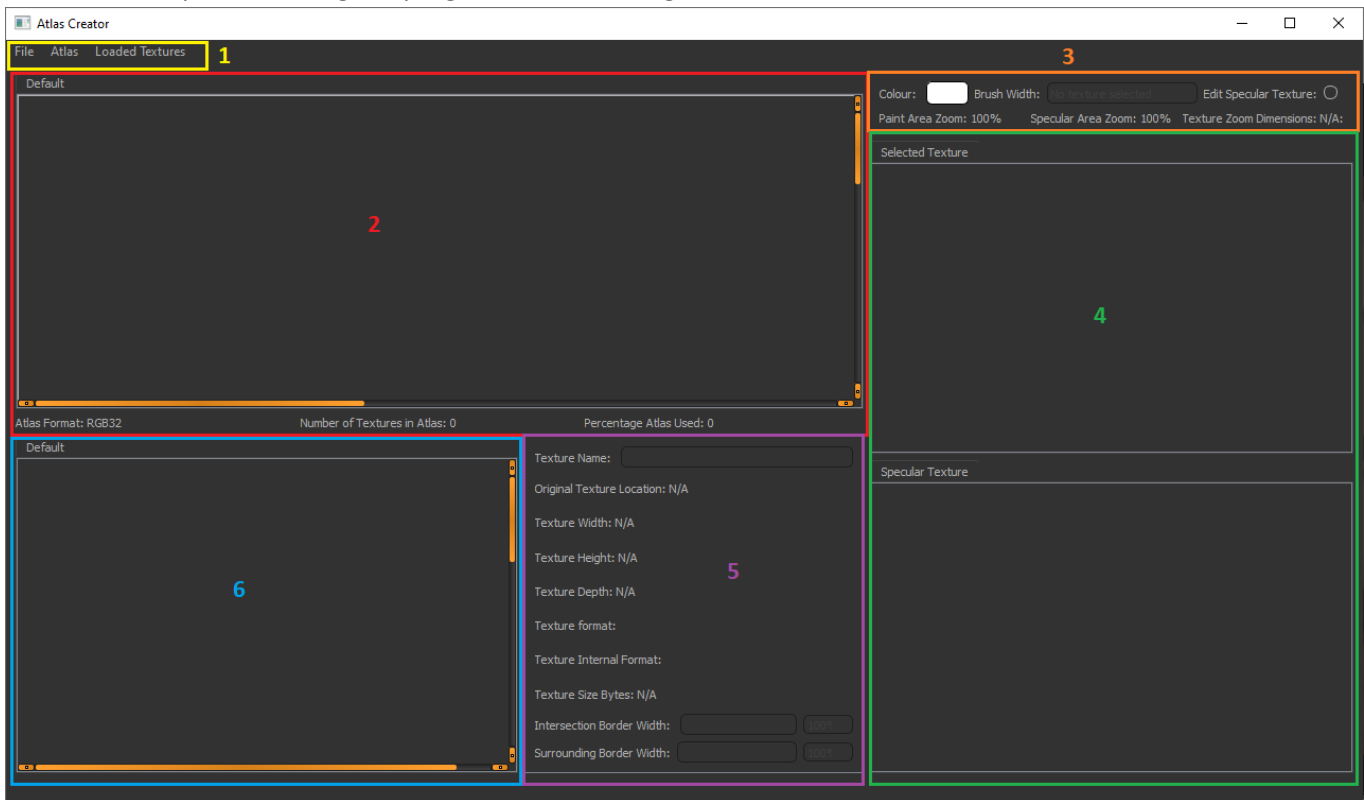 Atlas Creator
File Atlas Loaded Textures 1
3
Default
Colour: Brush Width: No texture selected Edit Specular Texture:
Paint Area Zoom: 100% Specular Area Zoom: 100% Texture Zoom Dimensions: N/A:
Selected Texture
2
4
Atlas Format: RGB32 Number of Textures in Atlas: 0 Percentage Atlas Used: 0
Default
Texture Name:
Specular Texture
Original Texture Location: N/A
Texture Width: N/A
Texture Height: N/A
5
6
Texture Depth: N/A
Texture format:
Texture Internal Format:
Texture Size Bytes: N/A
Intersection Border Width:
Surrounding Border Width: